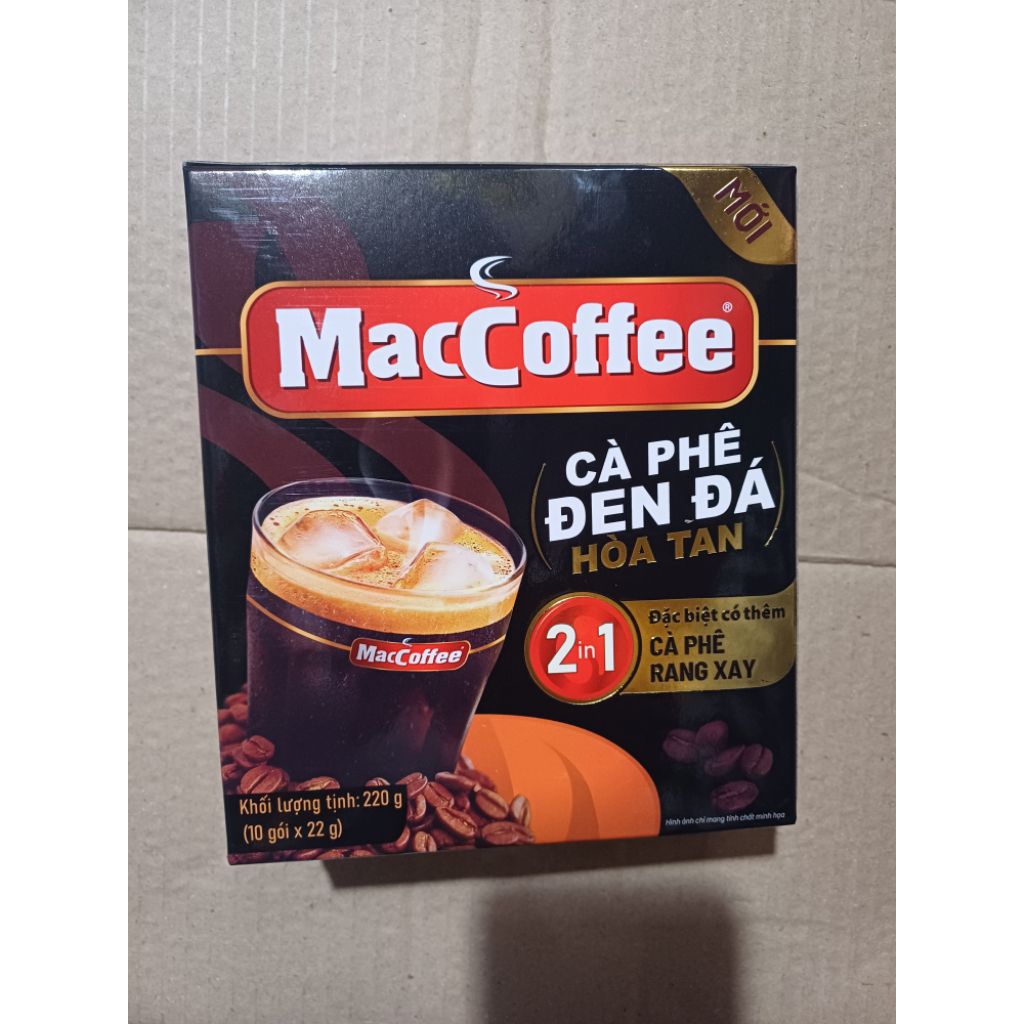 MỚI
MacCoffee®
CÀ PHÊ
ĐEN ĐÁ
HÒA TAN
2in1
Đặc biệt có thêm
CÀ PHÊ
RANG XAY
MacCoffee
Khối lượng tịnh: 220 g
(10 gói x 22 g)
Hình ảnh chỉ mang tính chất minh họa